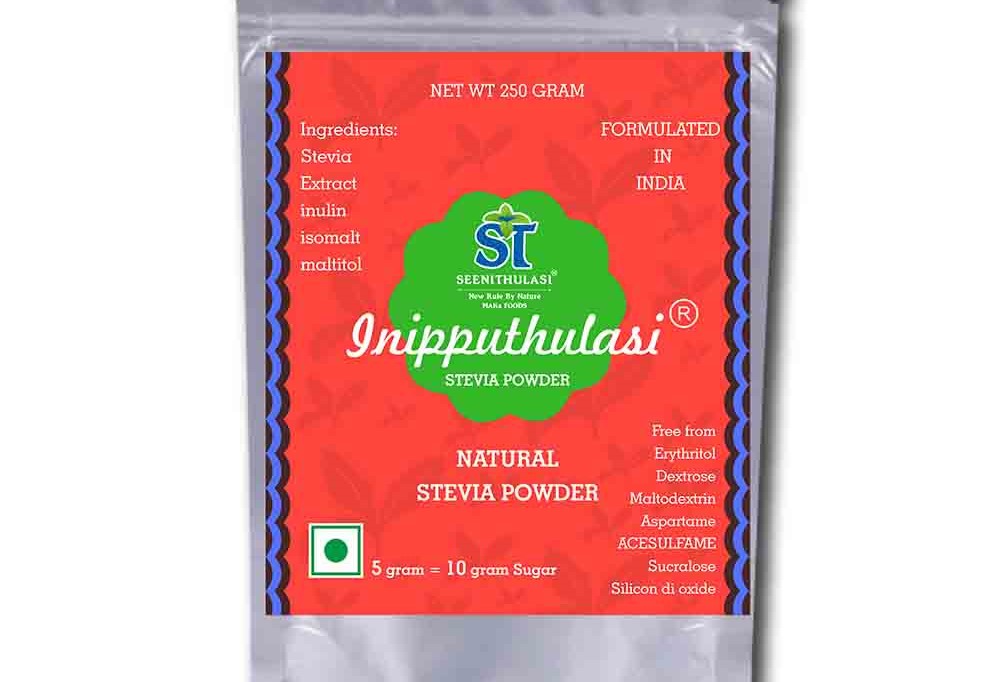 NET WT 250 GRAM
Ingredients:
Stevia
Extract
inulin
isomalt
maltitol
FORMULATED
IN
INDIA
ST
SEENITHULASI®
New Rule By Nature
MAKs FOODS
Inipputhulasi ®
STEVIA POWDER
NATURAL
STEVIA POWDER
5 gram = 10 gram Sugar
Free from
Erythritol
Dextrose
Maltodextrin
Aspartame
ACESULFAME
Sucralose
Silicon di oxide